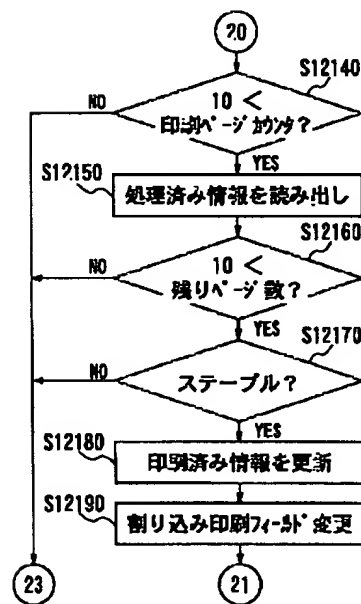 20
S12140
NO
10 <
印刷ページカウンタ?
YES
S12150
処理済み情報を読み出し
S12160
NO
10 <
残りページ数?
YES
S12170
NO
ステープル?
YES
S12180
印刷済み情報を更新
S12190
割り込み印刷フィールド変更
23
21